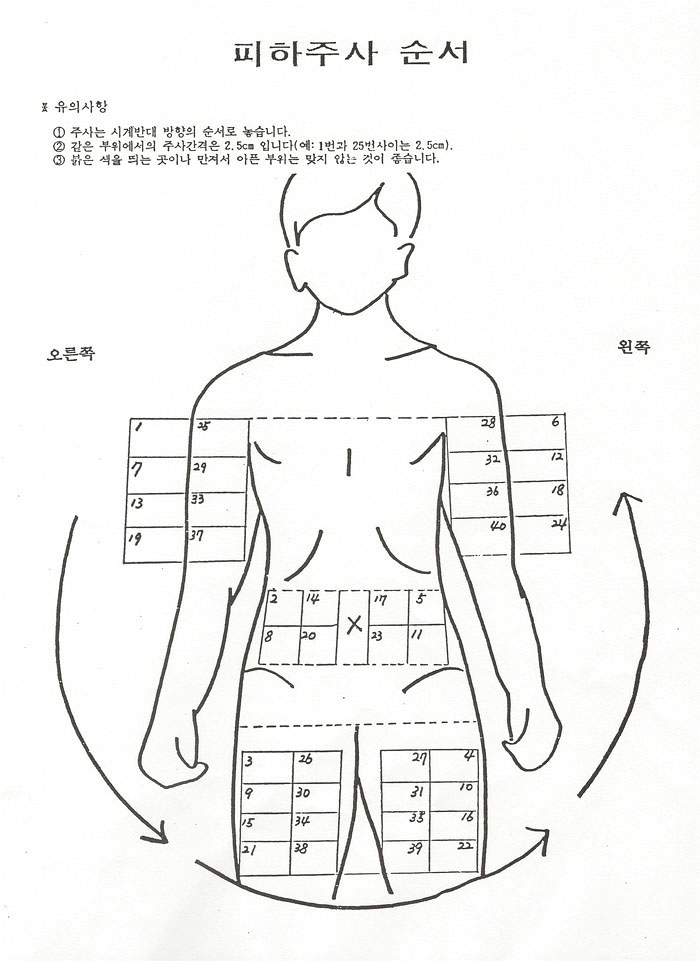 피하주사 순서
※ 유의사항
① 주사는 시계반대 방향의 순서로 놓습니다.
② 같은 부위에서의 주사간격은 2.5cm 입니다(예: 1번과 25번사이는 2.5cm).
③ 붉은 색을 띄는 곳이나 만져서 아픈 부위는 맞지 않는 것이 좋습니다.
오른쪽 왼쪽
1 25 28 6
7 29 32 12
13 33 36 18
19 37 40 24
2 14 X 17 5
8 20 23 11
3 26 27 4
9 30 31 10
15 34 35 16
21 38 39 22